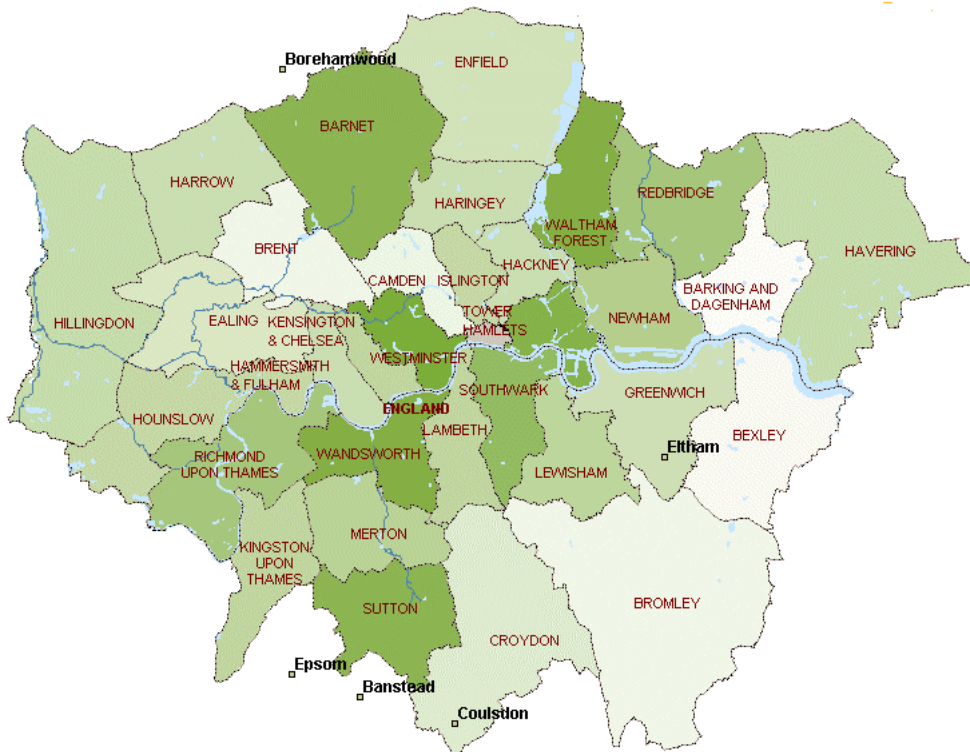 Borehamwood
ENFIELD
BARNET
HARROW
REDBRIDGE
HARINGEY
WALTHAM
FOREST
BRENT
HAVERING
HACKNEY
CAMDEN
ISLINGTON
BARKING AND
DAGENHAM
TOWER
HAMLETS
NEWHAM
HILLINGDON
EALING
KENSINGTON
& CHELSEA
WESTMINSTER
HAMMERSMITH
& FULHAM
SOUTHWARK
GREENWICH
ENGLAND
HOUNSLOW
LAMBETH
BEXLEY
Eltham
RICHMOND
UPON THAMES
WANDSWORTH
LEWISHAM
MERTON
KINGSTON
UPON
THAMES
BROMLEY
SUTTON
CROYDON
Epsom
Banstead
Coulsdon